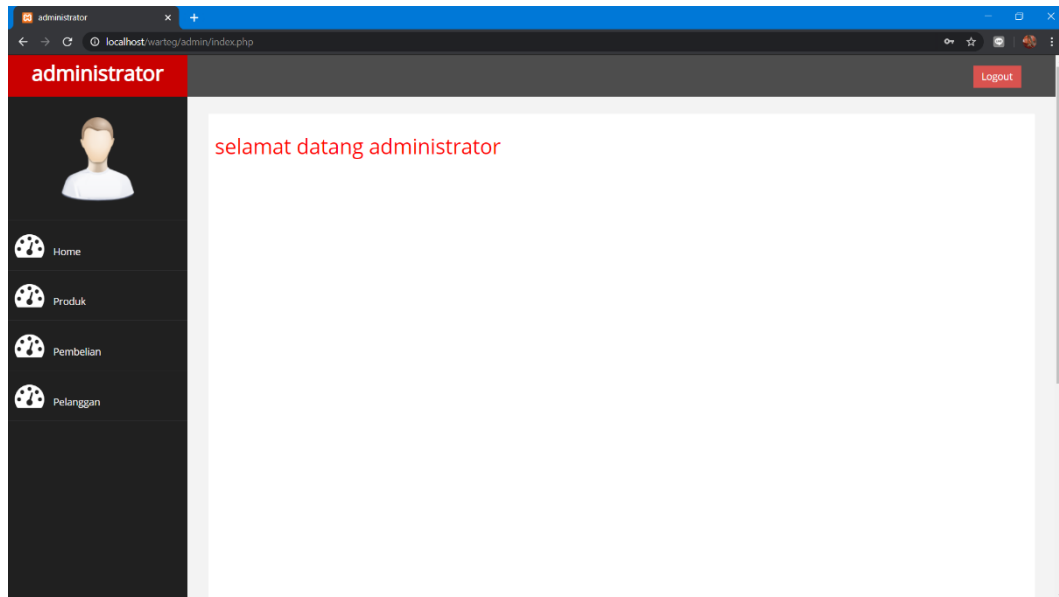 administrator
localhost/warteg/admin/index.php
administrator
Logout
selamat datang administrator
Home
Produk
Pembelian
Pelanggan